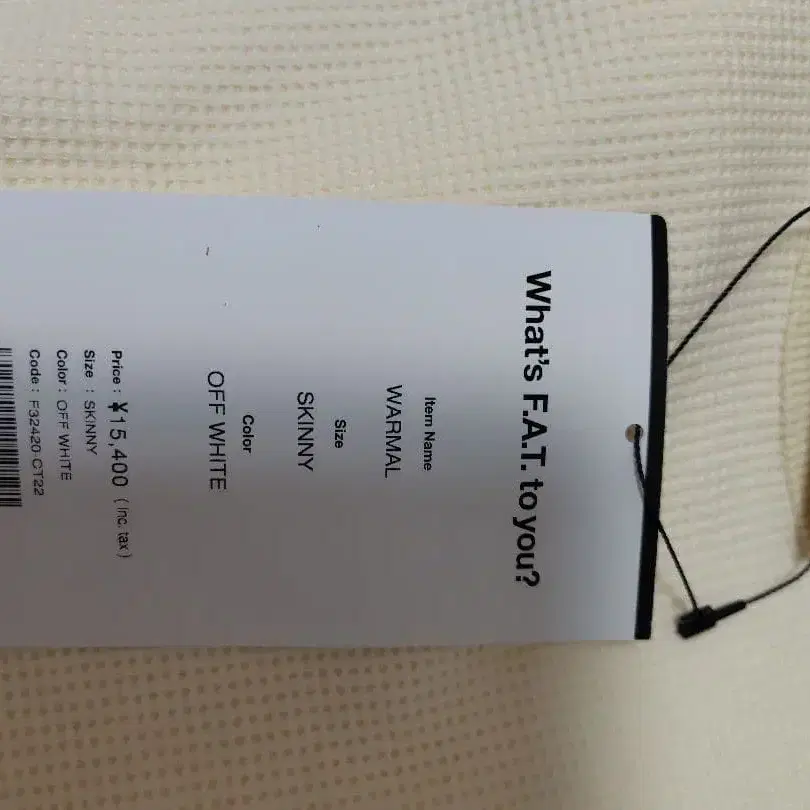 What's F.A.T. to you?
Item Name
WARMAL
Size
SKINNY
Color
OFF WHITE
Price : ¥15,400 (inc. tax)
Size : SKINNY
Color : OFF WHITE
Code : F32420-CT22